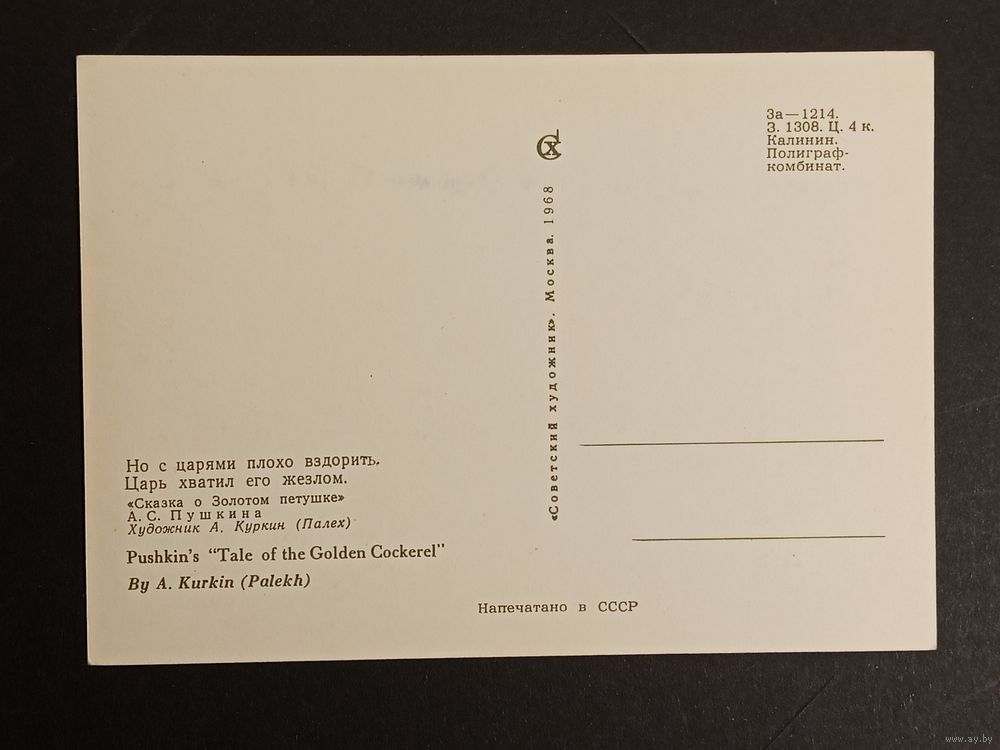 За—1214.
З. 1308. Ц. 4 к.
Калинин.
Полиграф-
комбинат.
«Советский художник». Москва. 1968
Но с царями плохо вздорить.
Царь хватил его жезлом.
«Сказка о Золотом петушке»
А. С. Пушкина
Художник А. Куркин (Палех)
Pushkin's "Tale of the Golden Cockerel"
By A. Kurkin (Palekh)
Напечатано в СССР
www.ay.by